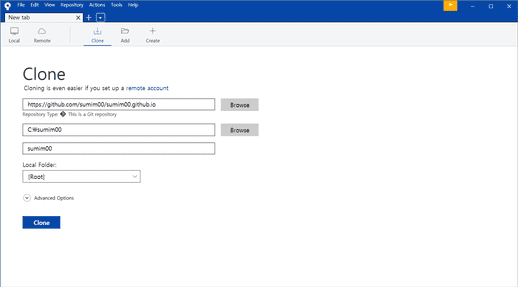 File Edit View Repository Actions Tools Help
New tab
Local Remote Clone Add Create
Clone
Cloning is even easier if you set up a remote account
https://github.com/sumim00/sumim00.github.io Browse
Repository Type: This is a Git repository
C:₩sumim00 Browse
sumim00
Local Folder:
[Root]
Advanced Options
Clone